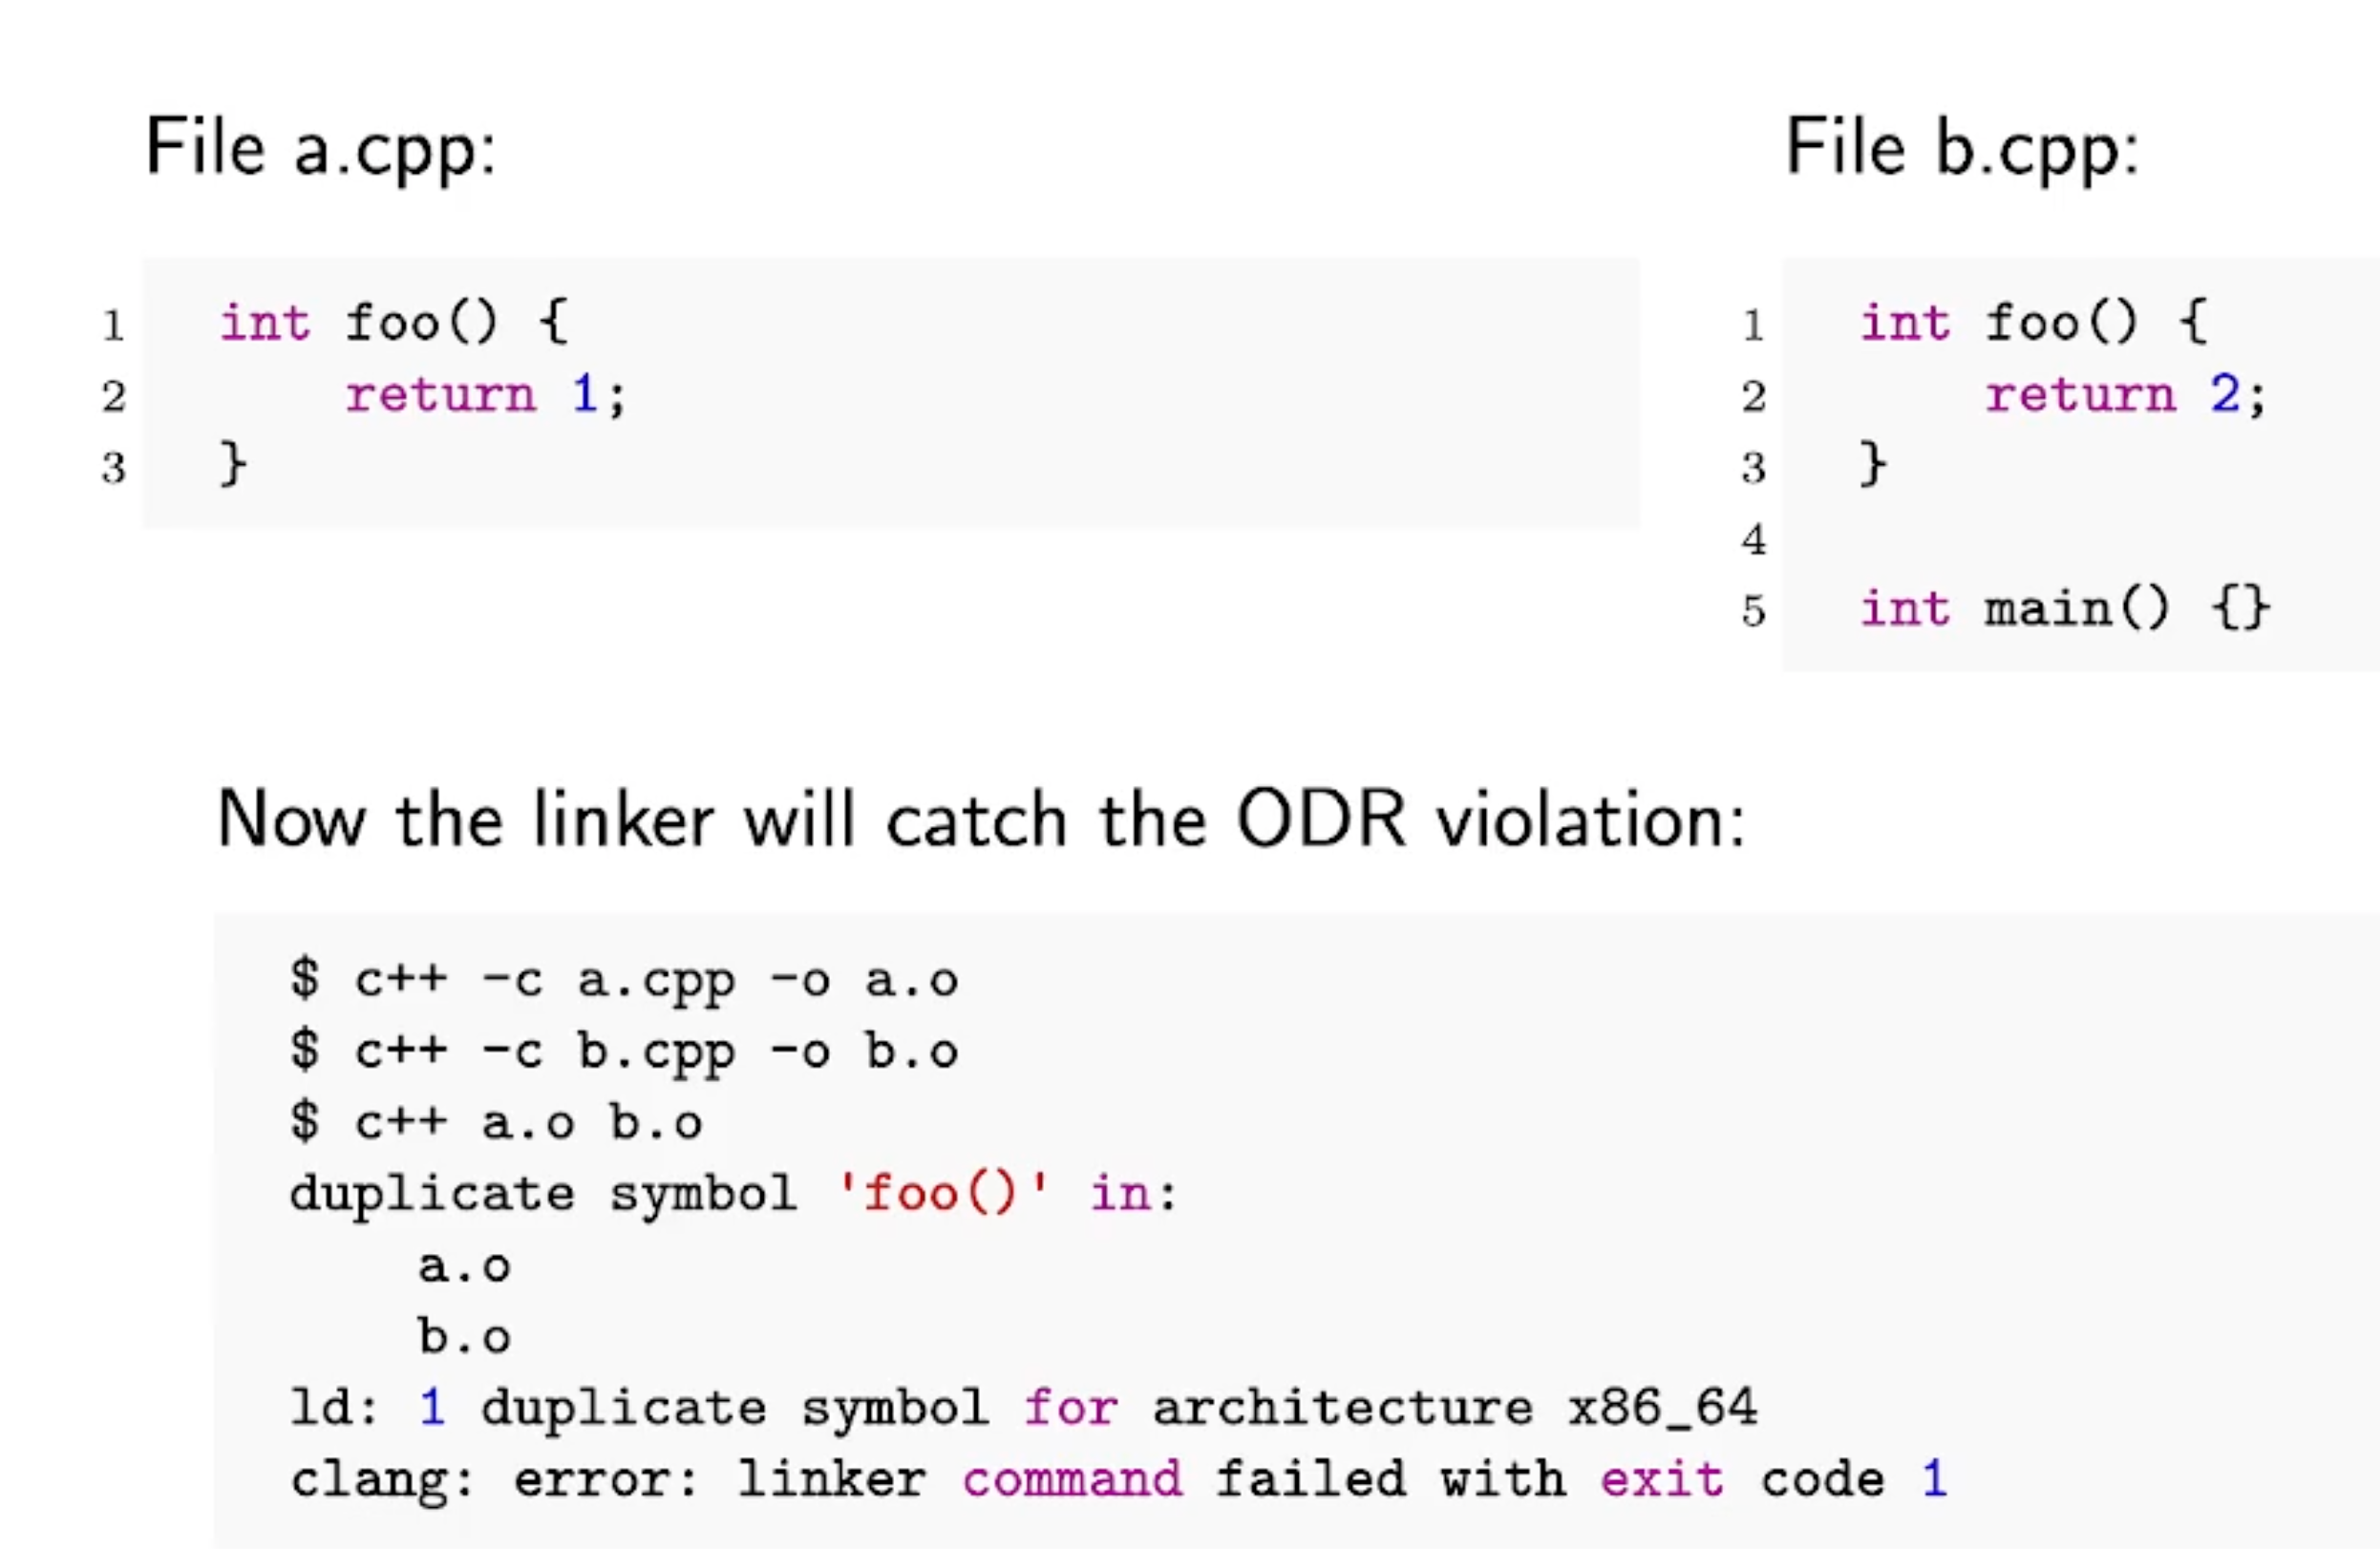 File a.cpp:
1 int foo() {
2     return 1;
3 }
File b.cpp:
1 int foo() {
2     return 2;
3 }
4
5 int main() {}
Now the linker will catch the ODR violation:
$ c++ -c a.cpp -o a.o
$ c++ -c b.cpp -o b.o
$ c++ a.o b.o
duplicate symbol 'foo()' in:
    a.o
    b.o
ld: 1 duplicate symbol for architecture x86_64
clang: error: linker command failed with exit code 1